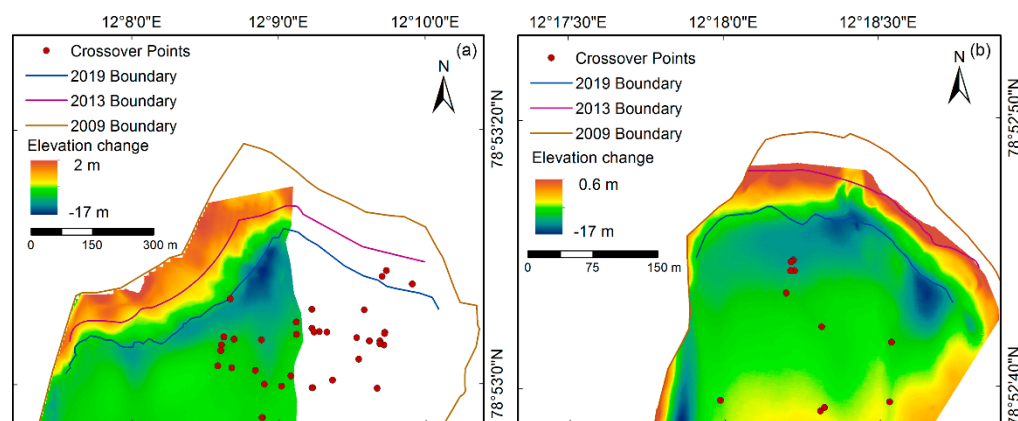 12°8'0"E 12°9'0"E 12°10'0"E
(a)
Crossover Points
2019 Boundary
2013 Boundary
2009 Boundary
Elevation change
2 m
-17 m
0 150 300 m
N
78°53'20"N
78°53'0"N
12°17'30"E 12°18'0"E 12°18'30"E
(b)
Crossover Points
2019 Boundary
2013 Boundary
2009 Boundary
Elevation change
0.6 m
-17 m
0 75 150 m
N
78°52'50"N
78°52'40"N